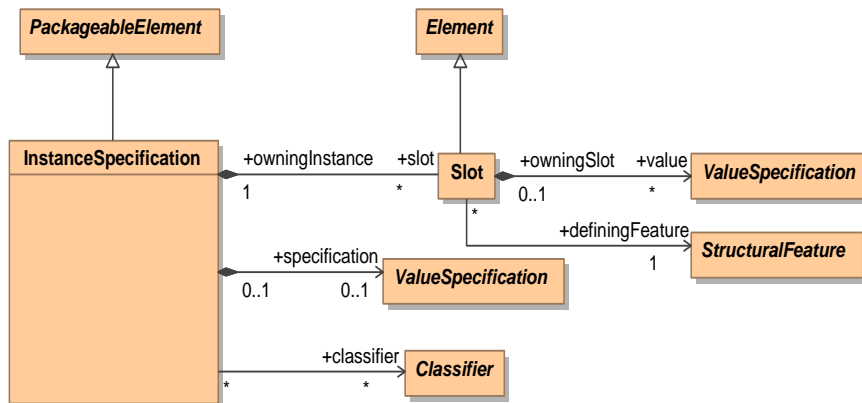 PackageableElement
Element
InstanceSpecification
+owningInstance
+slot
1
*
Slot
+owningSlot
+value
0..1
*
ValueSpecification
*
+definingFeature
1
StructuralFeature
+specification
0..1
0..1
ValueSpecification
+classifier
*
*
Classifier